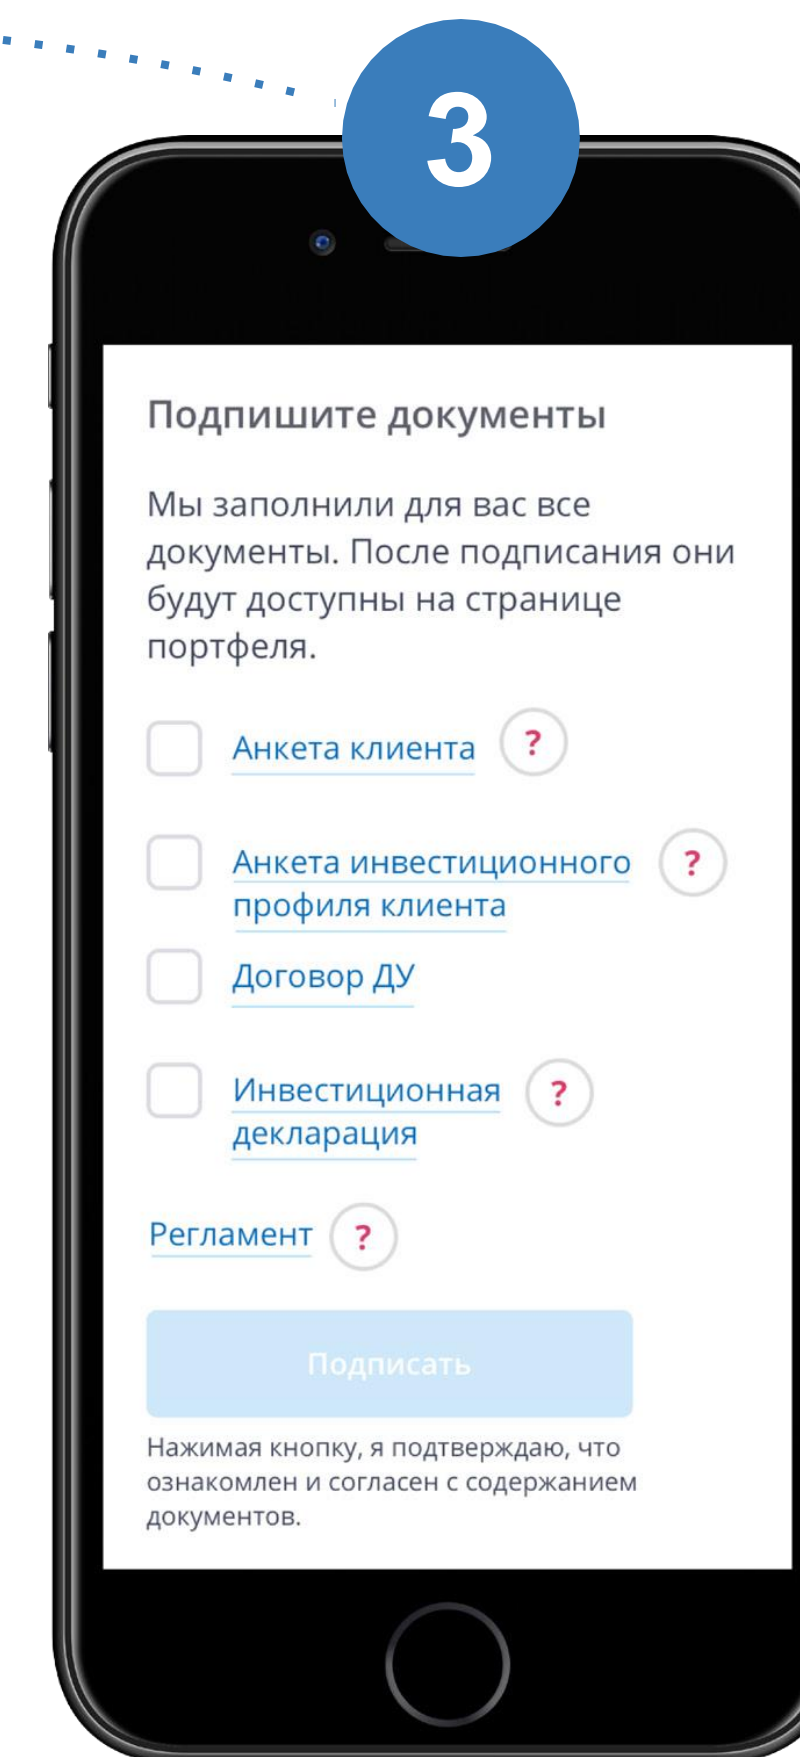 3
Подпишите документы
Мы заполнили для вас все
документы. После подписания они
будут доступны на странице
портфеля.
Анкета клиента ?
Анкета инвестиционного ?
профиля клиента
Договор ДУ
Инвестиционная ?
декларация
Регламент ?
Подписать
Нажимая кнопку, я подтверждаю, что
ознакомлен и согласен с содержанием
документов.